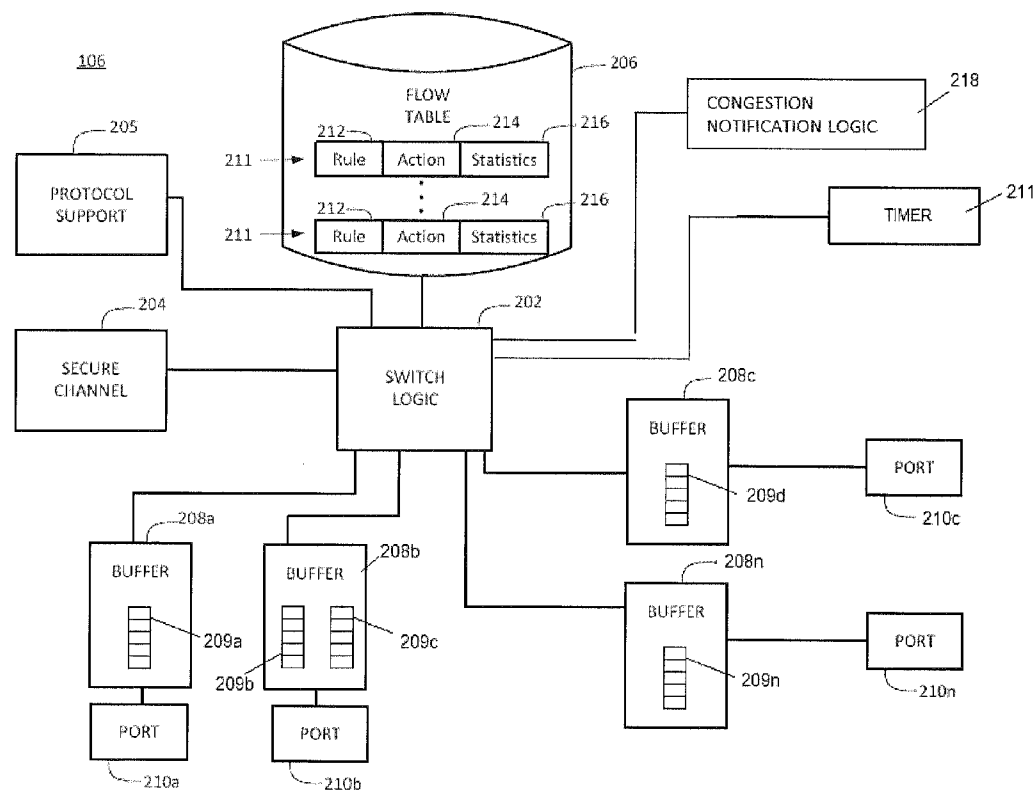 106
206
FLOW
TABLE
212
214
216
211
Rule
Action
Statistics
212
214
216
211
Rule
Action
Statistics
218
CONGESTION
NOTIFICATION LOGIC
211
TIMER
205
PROTOCOL
SUPPORT
204
SECURE
CHANNEL
202
SWITCH
LOGIC
208c
BUFFER
209d
PORT
210c
208a
BUFFER
209a
PORT
210a
208b
BUFFER
209c
209b
PORT
210b
208n
BUFFER
209n
PORT
210n